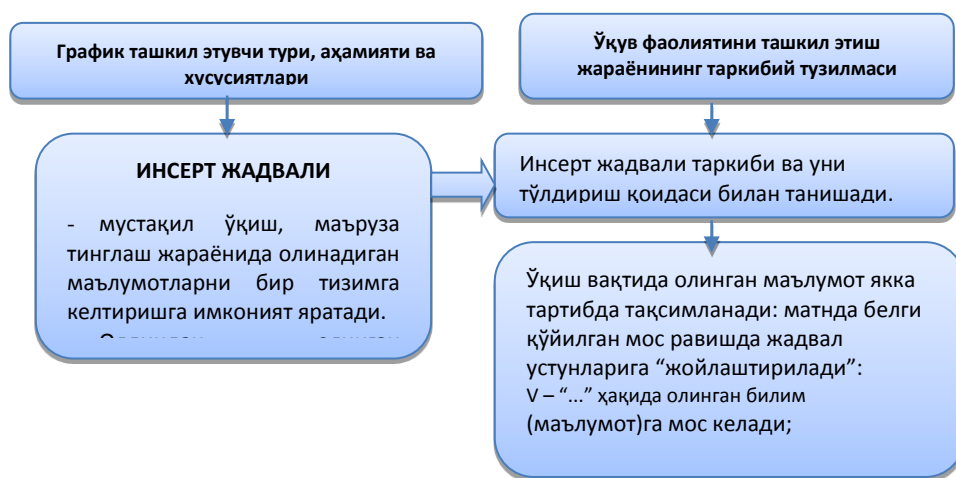 График ташкил этувчи тури, аҳамияти ва
хусусиятлари
Ўқув фаолиятини ташкил этиш
жараёнининг таркибий тузилмаси
ИНСЕРТ ЖАДВАЛИ
- мустақил ўқиш, маъруза
тинглаш жараёнида олинадиган
маълумотларни бир тизимга
келтиришга имконият яратади.
Инсерт жадвали таркиби ва уни
тўлдириш қоидаси билан танишади.
Ўқиш вақтида олинган маълумот якка
тартибда тақсимланади: матнда белги
қўйилган мос равишда жадвал
устунларига “жойлаштирилади”:
V – “...” ҳақида олинган билим
(маълумот)га мос келади;